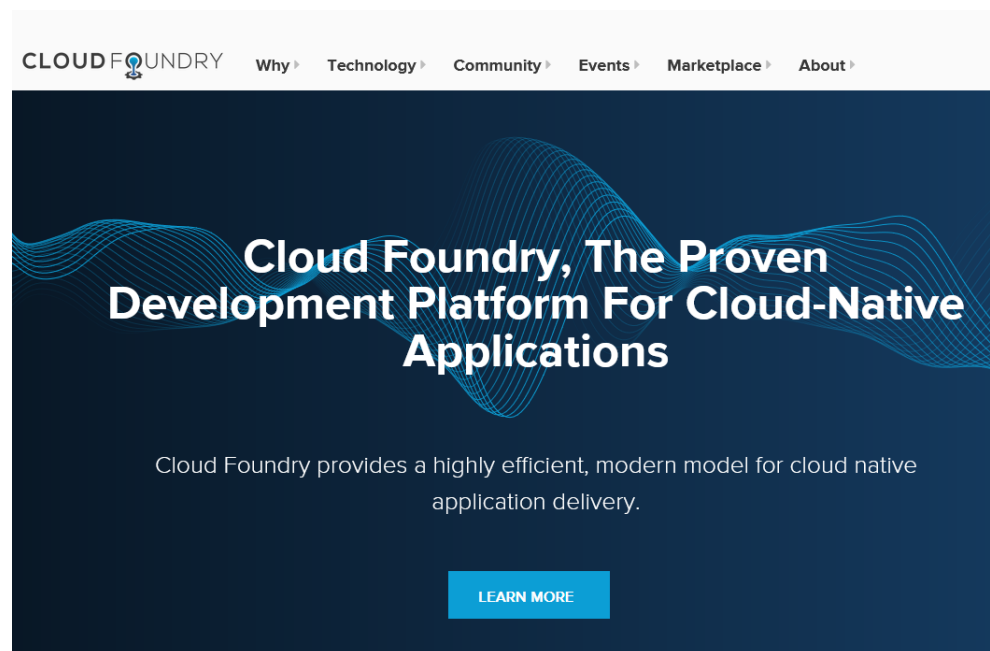 CLOUD FOUNDRY
Why Technology Community Events Marketplace About
Cloud Foundry, The Proven
Development Platform For Cloud-Native
Applications
Cloud Foundry provides a highly efficient, modern model for cloud native
application delivery.
LEARN MORE